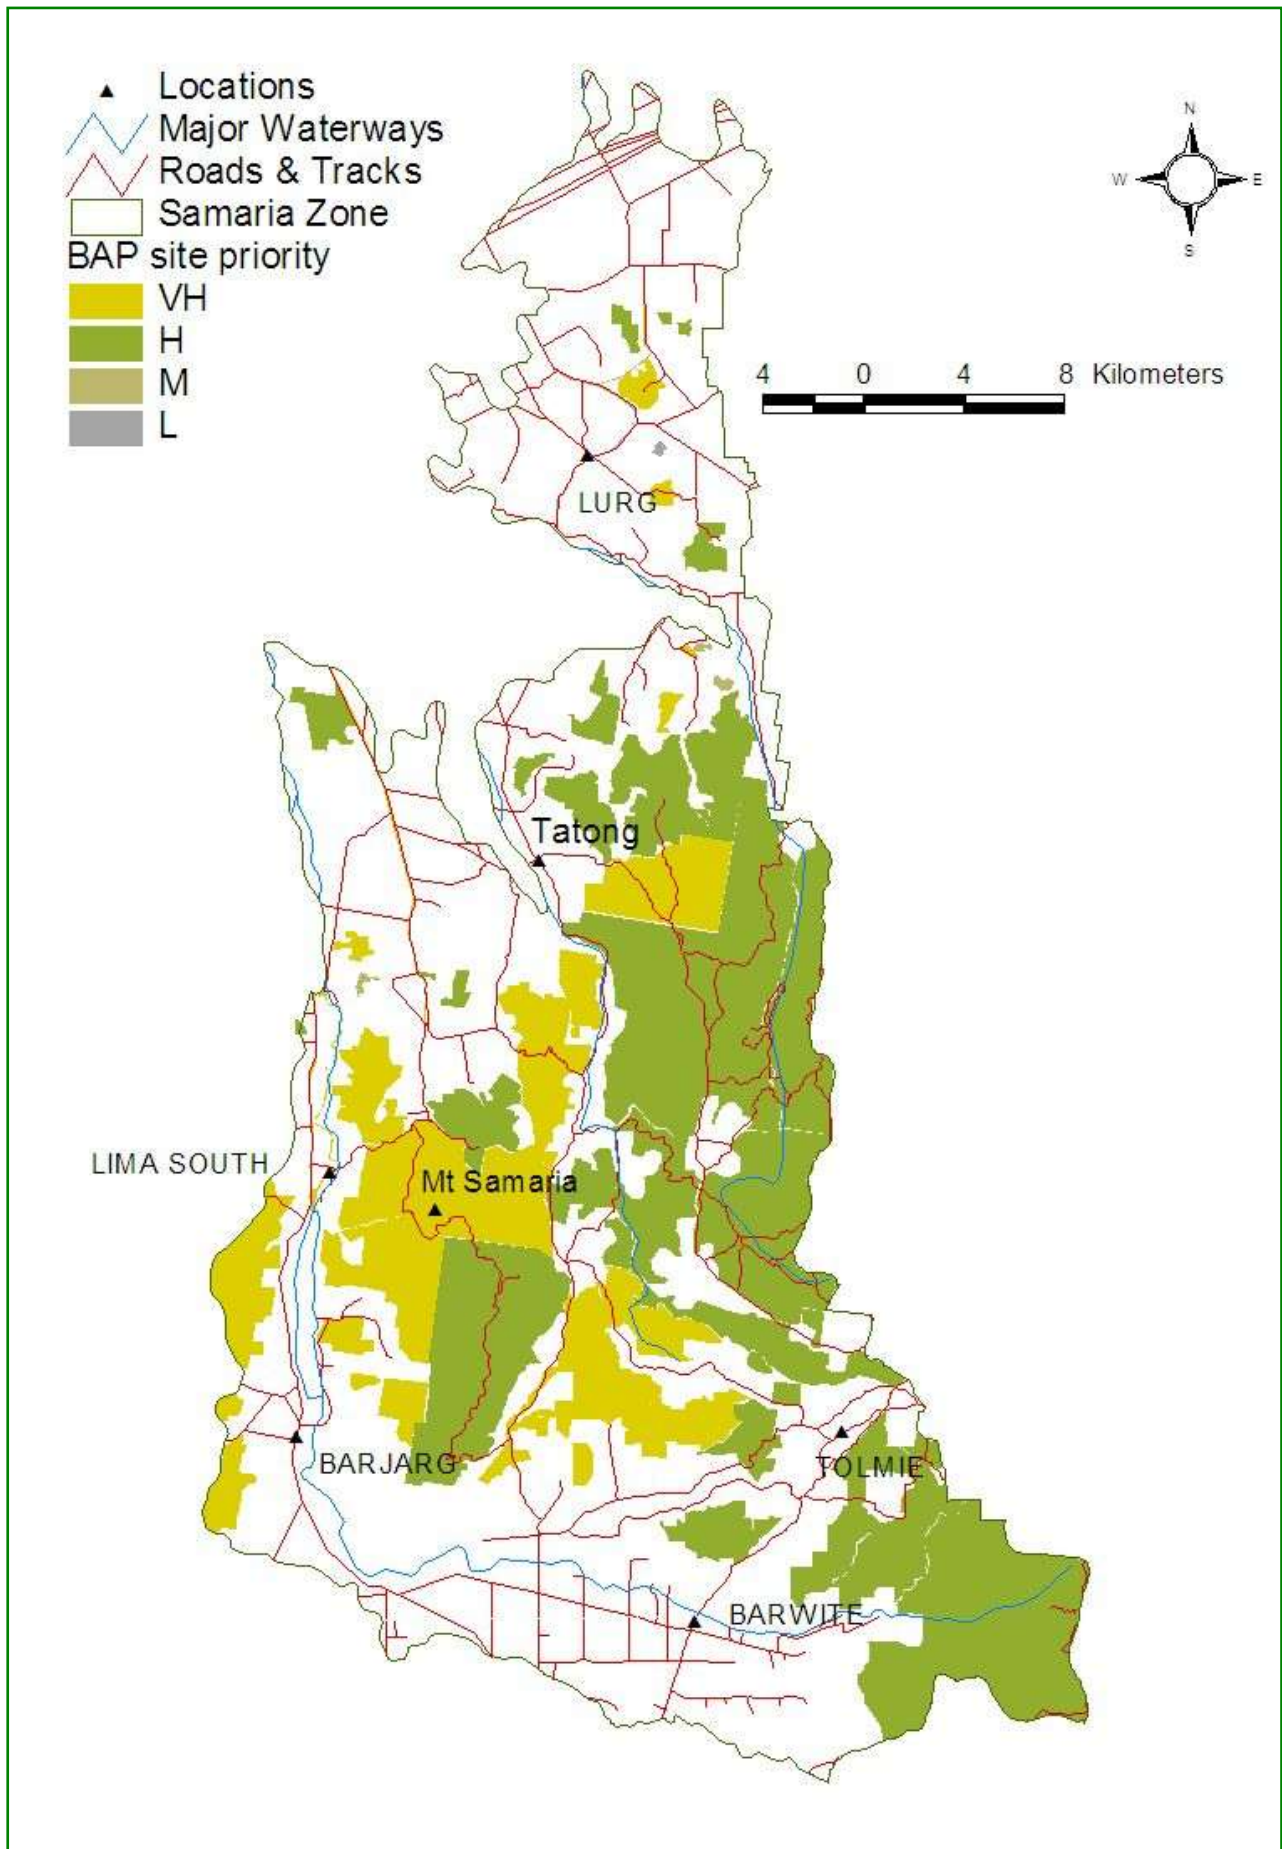 Locations
Major Waterways
Roads & Tracks
Samaria Zone
BAP site priority
VH
H
M
L
N
W E
S
4 0 4 8 Kilometers
LURG
Tatong
LIMA SOUTH
Mt Samaria
BARJARG
TOLMIE
BARWITE